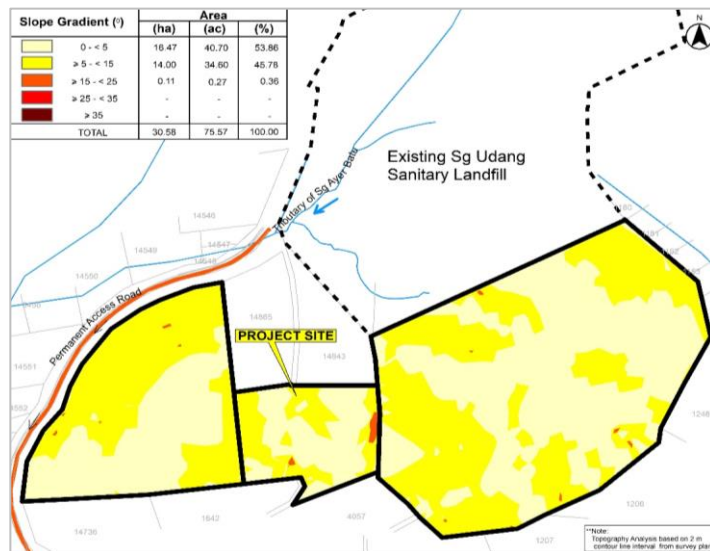 Slope Gradient (°) Area
(ha) (ac) (%)
0 - < 5 16.47 40.70 53.86
≥ 5 - < 15 14.00 34.60 45.78
≥ 15 - < 25 0.11 0.27 0.36
≥ 25 - < 35 - - -
≥ 35 - - -
TOTAL 30.58 75.57 100.00
N
Existing Sg Udang
Sanitary Landfill
Tributary of Sg Ayer Batu
14546
14549
14547
14548
14550
Permanent Access Road
14865
PROJECT SITE
14843
14551
14552
14736
1642
4657
1207
1206
**Note:
Topography Analysis based on 2 m
contour line interval from survey plan